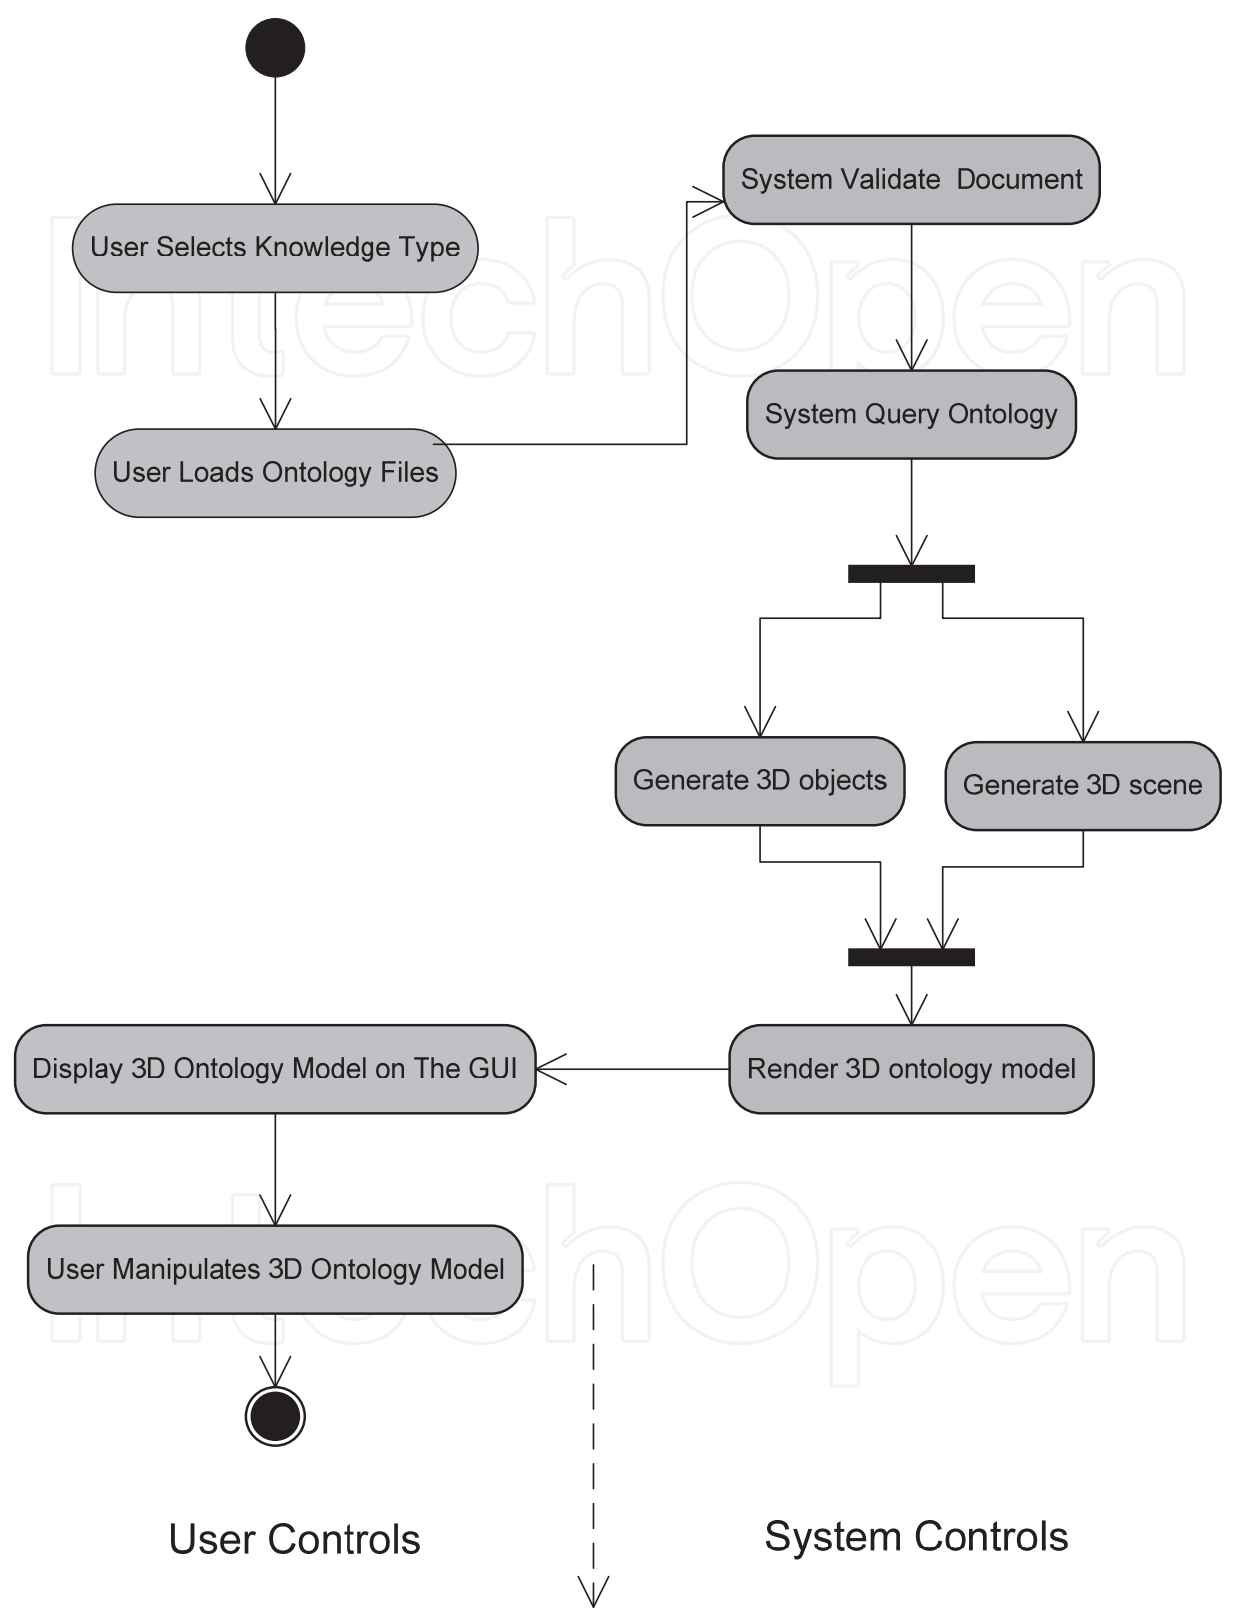 User Selects Knowledge Type
User Loads Ontology Files
System Validate Document
System Query Ontology
Generate 3D objects
Generate 3D scene
Render 3D ontology model
Display 3D Ontology Model on The GUI
User Manipulates 3D Ontology Model
User Controls
System Controls
IntechOpen
IntechOpen